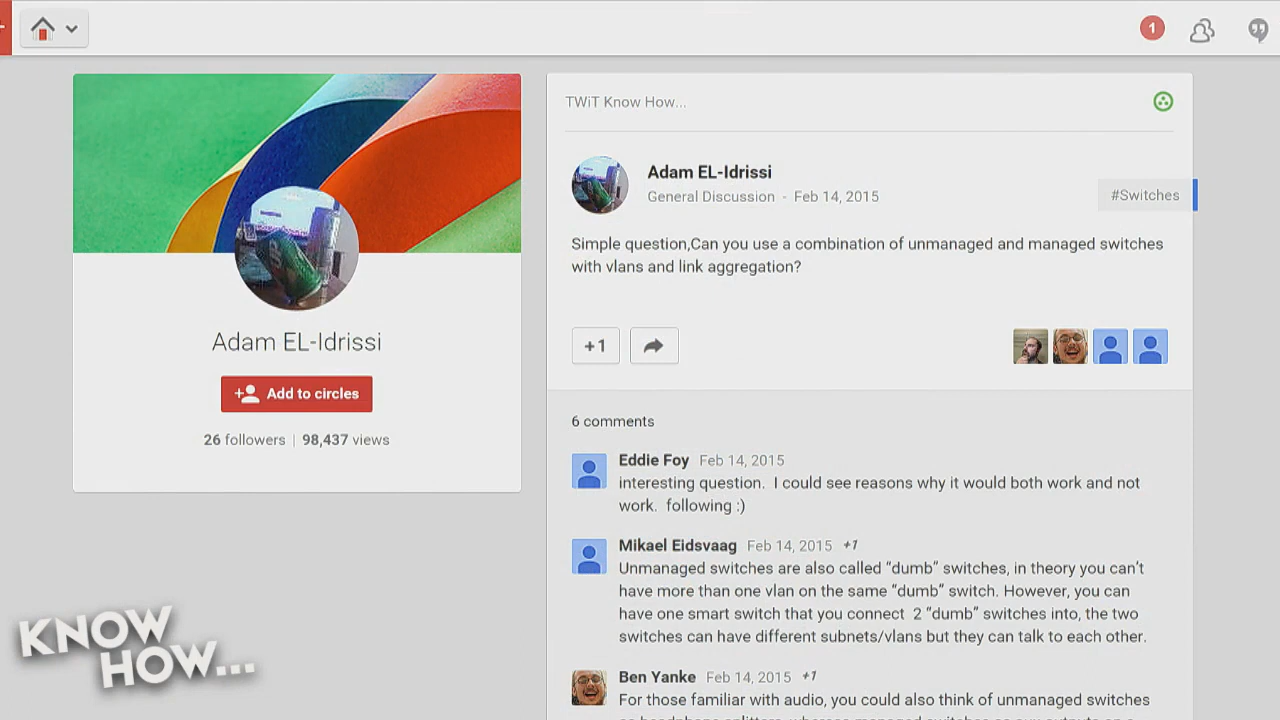 1
TWiT Know How...
Adam EL-Idrissi
General Discussion - Feb 14, 2015
#Switches
Simple question,Can you use a combination of unmanaged and managed switches
with vlans and link aggregation?
+1
Adam EL-Idrissi
Add to circles
26 followers | 98,437 views
6 comments
Eddie Foy Feb 14, 2015
interesting question. I could see reasons why it would both work and not
work. following :)
Mikael Eidsvaag Feb 14, 2015 +1
Unmanaged switches are also called “dumb” switches, in theory you can’t
have more than one vlan on the same “dumb” switch. However, you can
have one smart switch that you connect 2 “dumb” switches into, the two
switches can have different subnets/vlans but they can talk to each other.
Ben Yanke Feb 14, 2015 +1
For those familiar with audio, you could also think of unmanaged switches
KNOW
HOW...